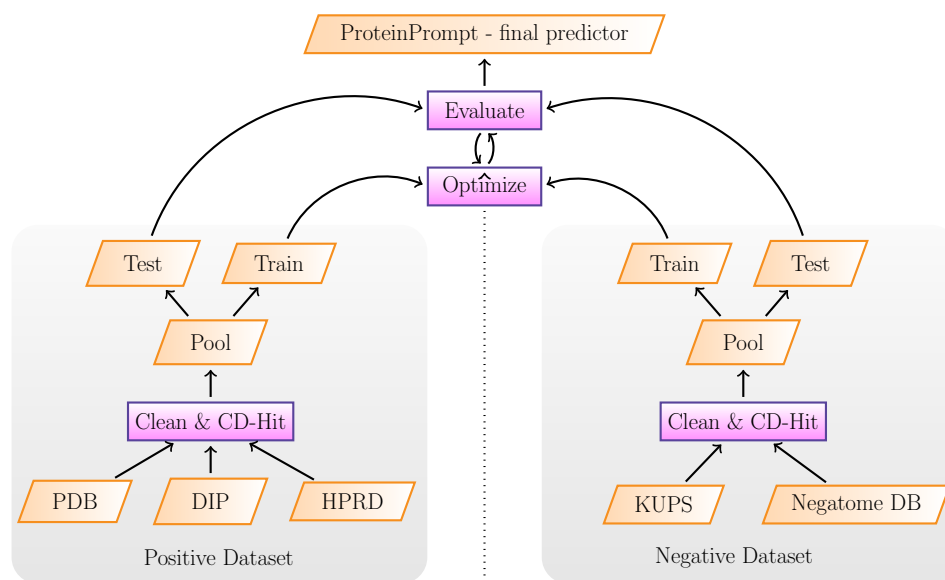 ProteinPrompt - final predictor
Evaluate
Optimize
Test
Train
Train
Test
Pool
Pool
Clean & CD-Hit
Clean & CD-Hit
PDB
DIP
HPRD
KUPS
Negatome DB
Positive Dataset
Negative Dataset